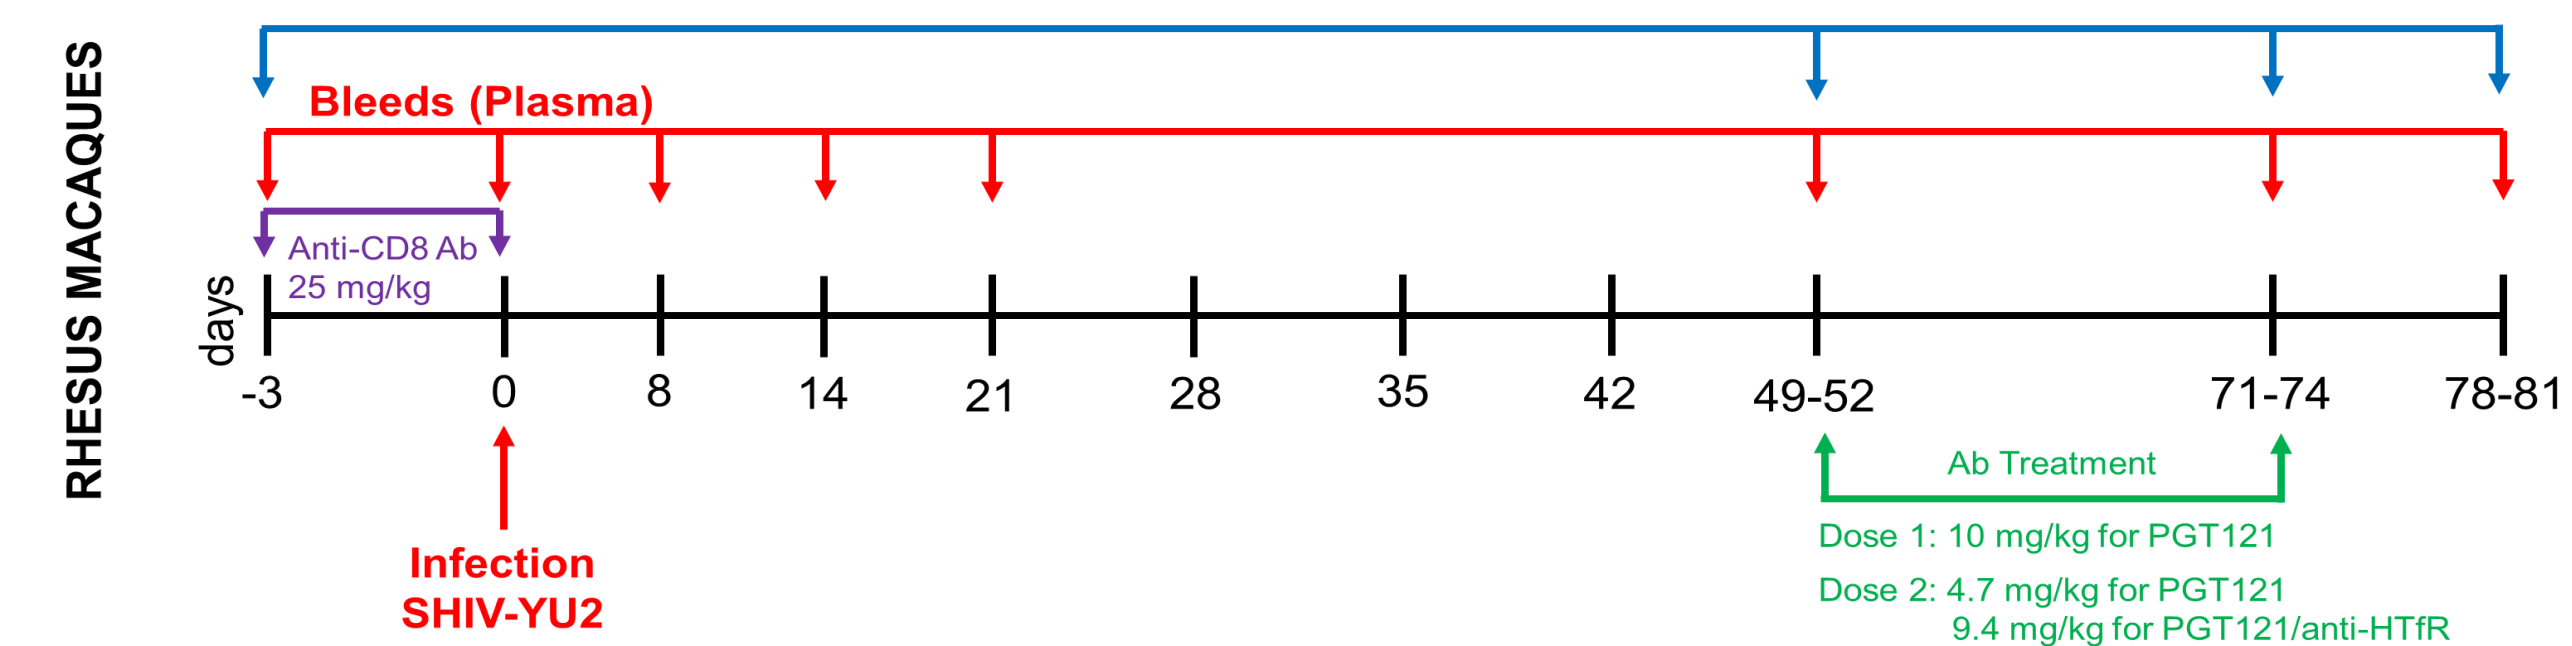 RHESUS MACAQUES
Bleeds (Plasma)
Anti-CD8 Ab
25 mg/kg
days
-3 0 8 14 21 28 35 42 49-52 71-74 78-81
Infection
SHIV-YU2
Ab Treatment
Dose 1: 10 mg/kg for PGT121
Dose 2: 4.7 mg/kg for PGT121
9.4 mg/kg for PGT121/anti-HTfR